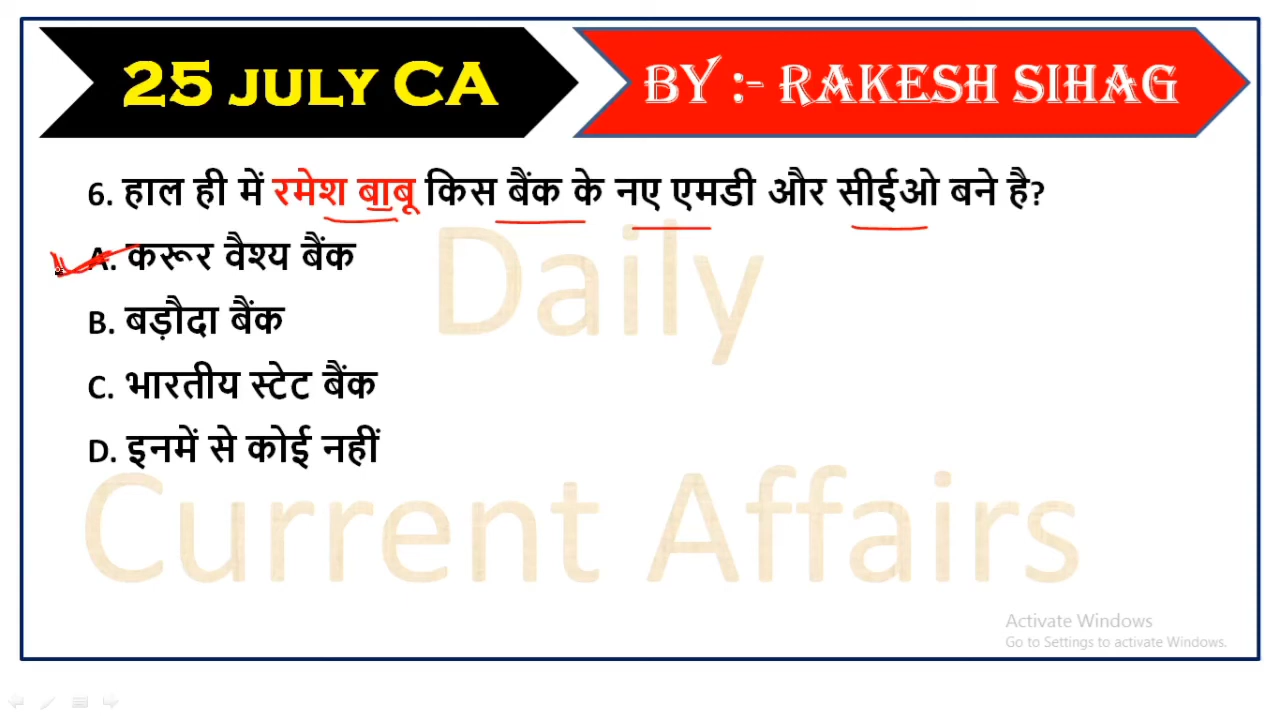 25 JULY CA
BY :- RAKESH SIHAG
6. हाल ही में रमेश बाबू किस बैंक के नए एमडी और सीईओ बने है?
A. करूर वैश्य बैंक
B. बड़ौदा बैंक
C. भारतीय स्टेट बैंक
D. इनमें से कोई नहीं
Daily
Current Affairs
Activate Windows
Go to Settings to activate Windows.